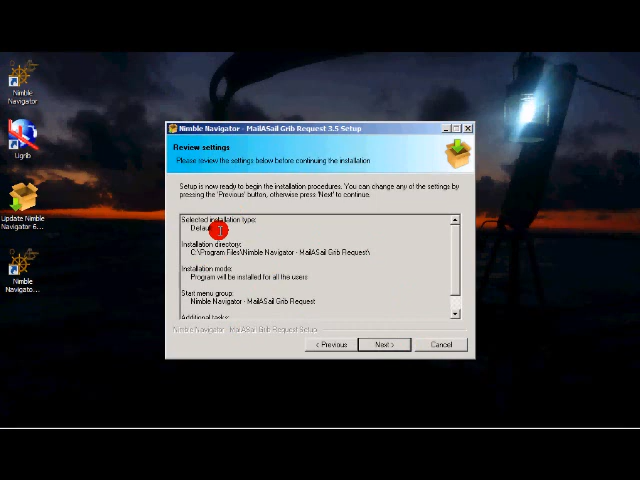 Nimble
Navigator
Ugrib
Update Nimble
Navigator 6...
Nimble
Navigato...
Nimble Navigator - MailASail Grib Request 3.5 Setup
Review settings
Please review the settings below before continuing the installation
Setup is now ready to begin the installation procedures. You can change any of the settings by
pressing the 'Previous' button, otherwise press 'Next' to continue.
Selected installation type:
Installation directory:
C:\Program Files\Nimble Navigator - MailASail Grib Request\
Installation mode:
Program will be installed for all the users
Start menu group:
Nimble Navigator - MailASail Grib Request
Additional tasks:
Nimble Navigator - MailASail Grib Request Setup
< Previous
Next >
Cancel